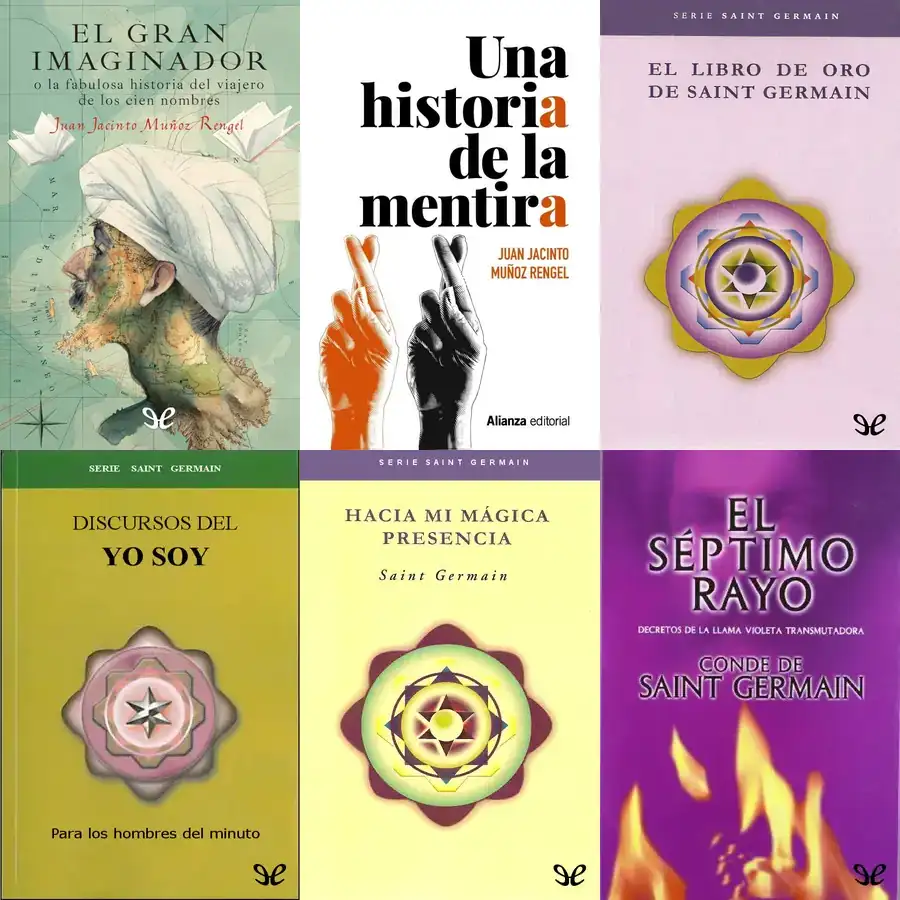 EL GRAN
IMAGINADOR
o la fabulosa historia del viajero
de los cien nombres
Juan Jacinto Muñoz Rengel
MAR MEDITERRANEO
Una
historia
de la
mentira
JUAN JACINTO
MUÑOZ RENGEL
Alianza editorial
SERIE SAINT GERMAIN
EL LIBRO DE ORO
DE SAINT GERMAIN
SERIE SAINT GERMAIN
DISCURSOS DEL
YO SOY
Para los hombres del minuto
SERIE SAINT GERMAIN
HACIA MI MÁGICA
PRESENCIA
Saint Germain
EL
SÉPTIMO
RAYO
DECRETOS DE LA LLAMA VIOLETA TRANSMUTADORA
CONDE DE
SAINT GERMAIN